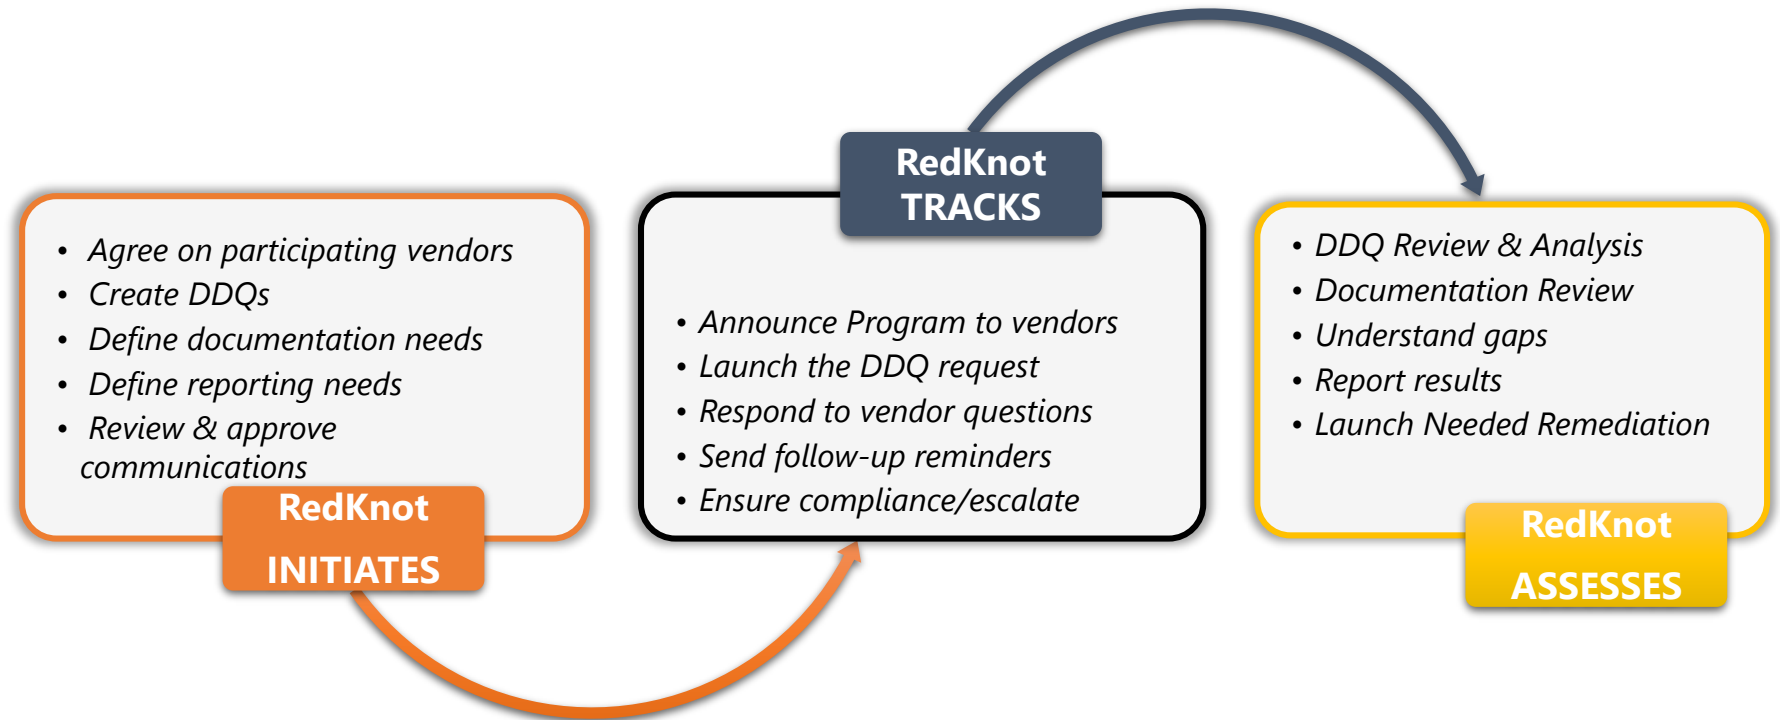 • Agree on participating vendors
• Create DDQs
• Define documentation needs
• Define reporting needs
• Review & approve
communications
RedKnot
INITIATES
RedKnot
TRACKS
• Announce Program to vendors
• Launch the DDQ request
• Respond to vendor questions
• Send follow-up reminders
• Ensure compliance/escalate
• DDQ Review & Analysis
• Documentation Review
• Understand gaps
• Report results
• Launch Needed Remediation
RedKnot
ASSESSES